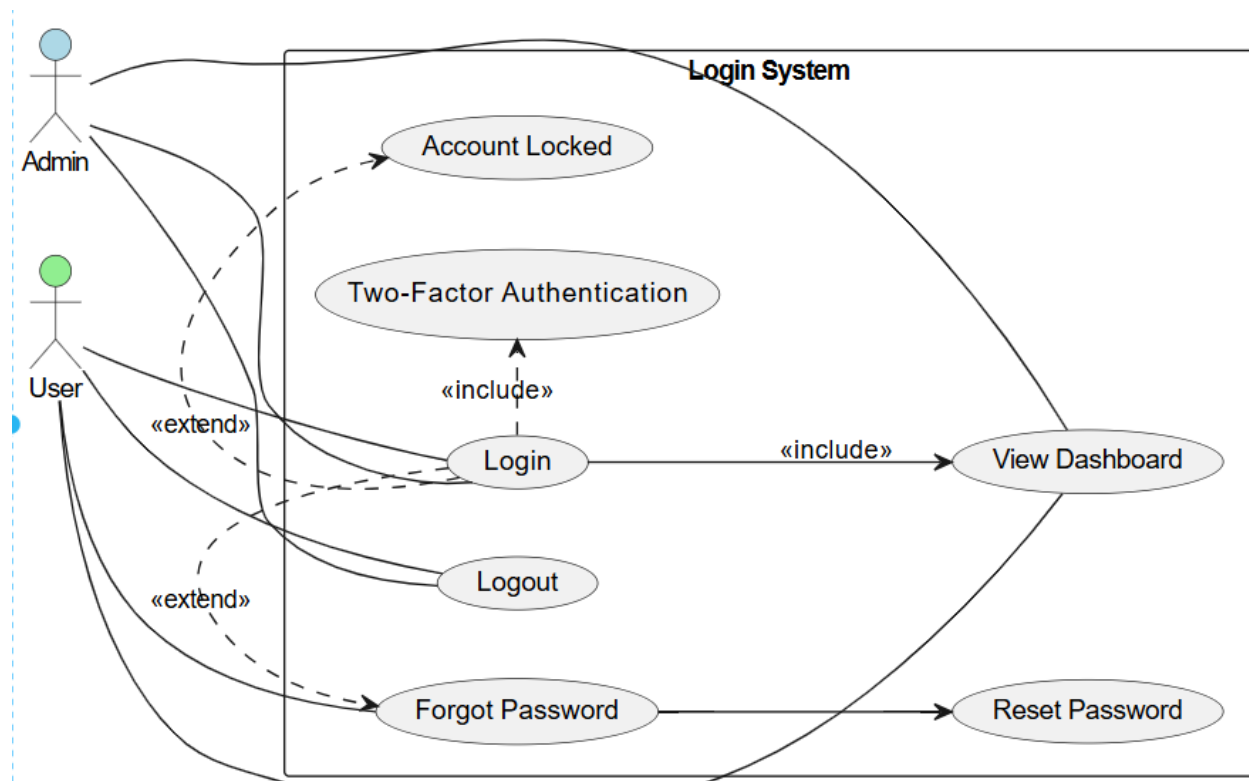 Login System
Admin
Account Locked
Two-Factor Authentication
User
«include»
«extend»
Login
«include»
View Dashboard
Logout
«extend»
Forgot Password
Reset Password